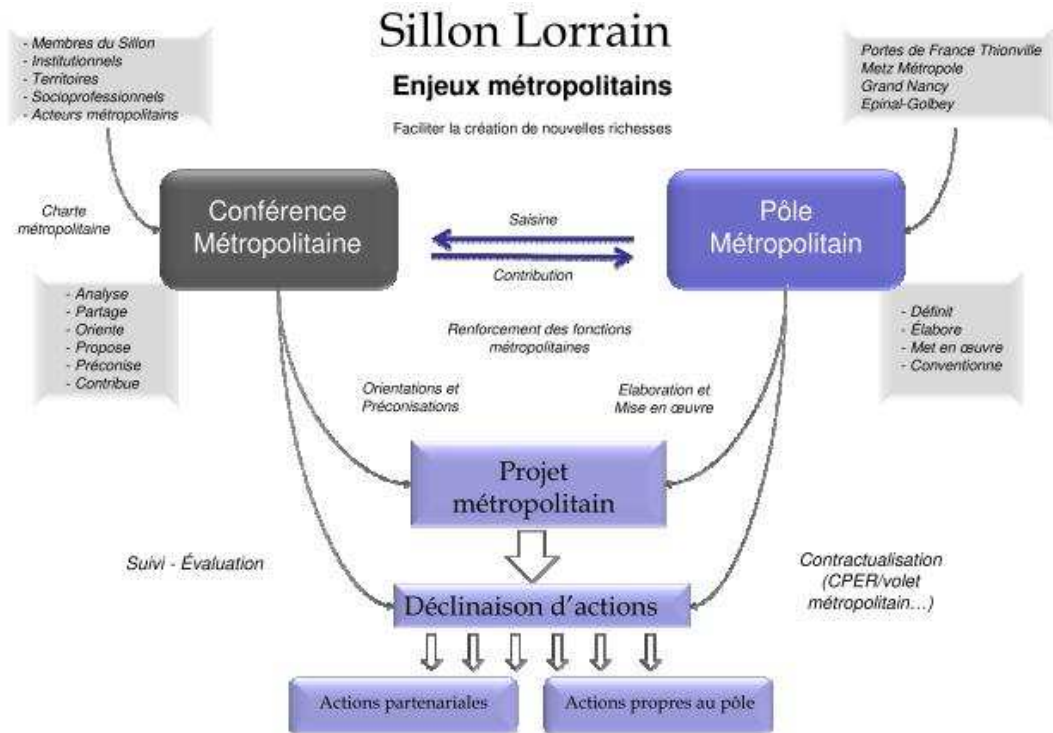 Sillon Lorrain
Enjeux métropolitains
Faciliter la création de nouvelles richesses
- Membres du Sillon
- Institutionnels
- Territoires
- Socioprofessionnels
- Acteurs métropolitains
Portes de France Thionville
Metz Métropole
Grand Nancy
Epinal-Golbey
Charte
métropolitaine
Conférence
Métropolitaine
Saisine
Contribution
Pôle
Métropolitain
- Analyse
- Partage
- Oriente
- Propose
- Préconise
- Contribue
- Définit
- Élabore
- Met en œuvre
- Conventionne
Renforcement des fonctions
métropolitaines
Orientations et
Préconisations
Elaboration et
Mise en œuvre
Projet
métropolitain
Suivi - Évaluation
Contractualisation
(CPER/volet
métropolitain…)
Déclinaison d'actions
Actions partenariales
Actions propres au pôle